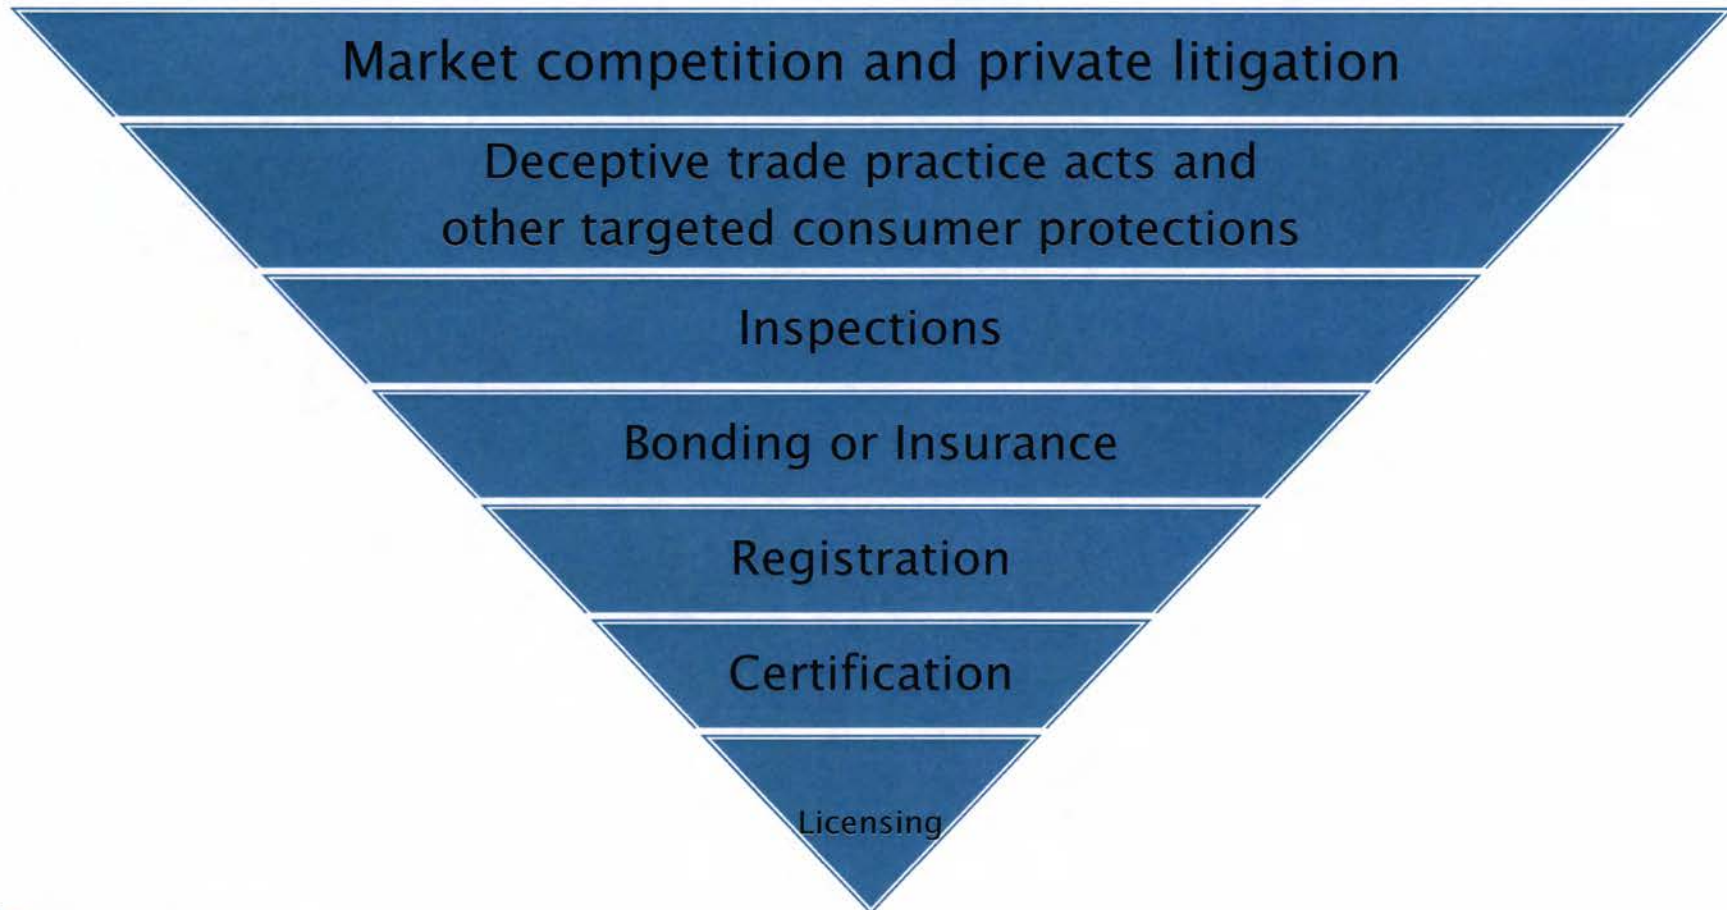 Market competition and private litigation
Deceptive trade practice acts and
other targeted consumer protections
Inspections
Bonding or Insurance
Registration
Certification
Licensing